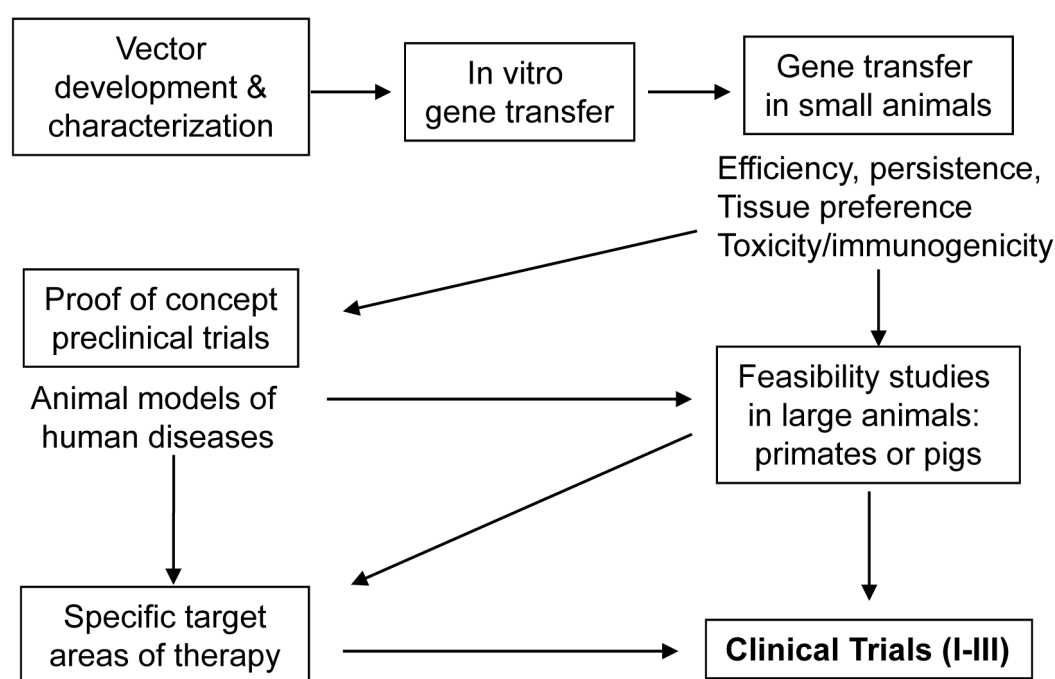 Vector
development &
characterization
In vitro
gene transfer
Gene transfer
in small animals
Efficiency, persistence,
Tissue preference
Toxicity/immunogenicity
Proof of concept
preclinical trials
Animal models of
human diseases
Feasibility studies
in large animals:
primates or pigs
Specific target
areas of therapy
Clinical Trials (I-III)